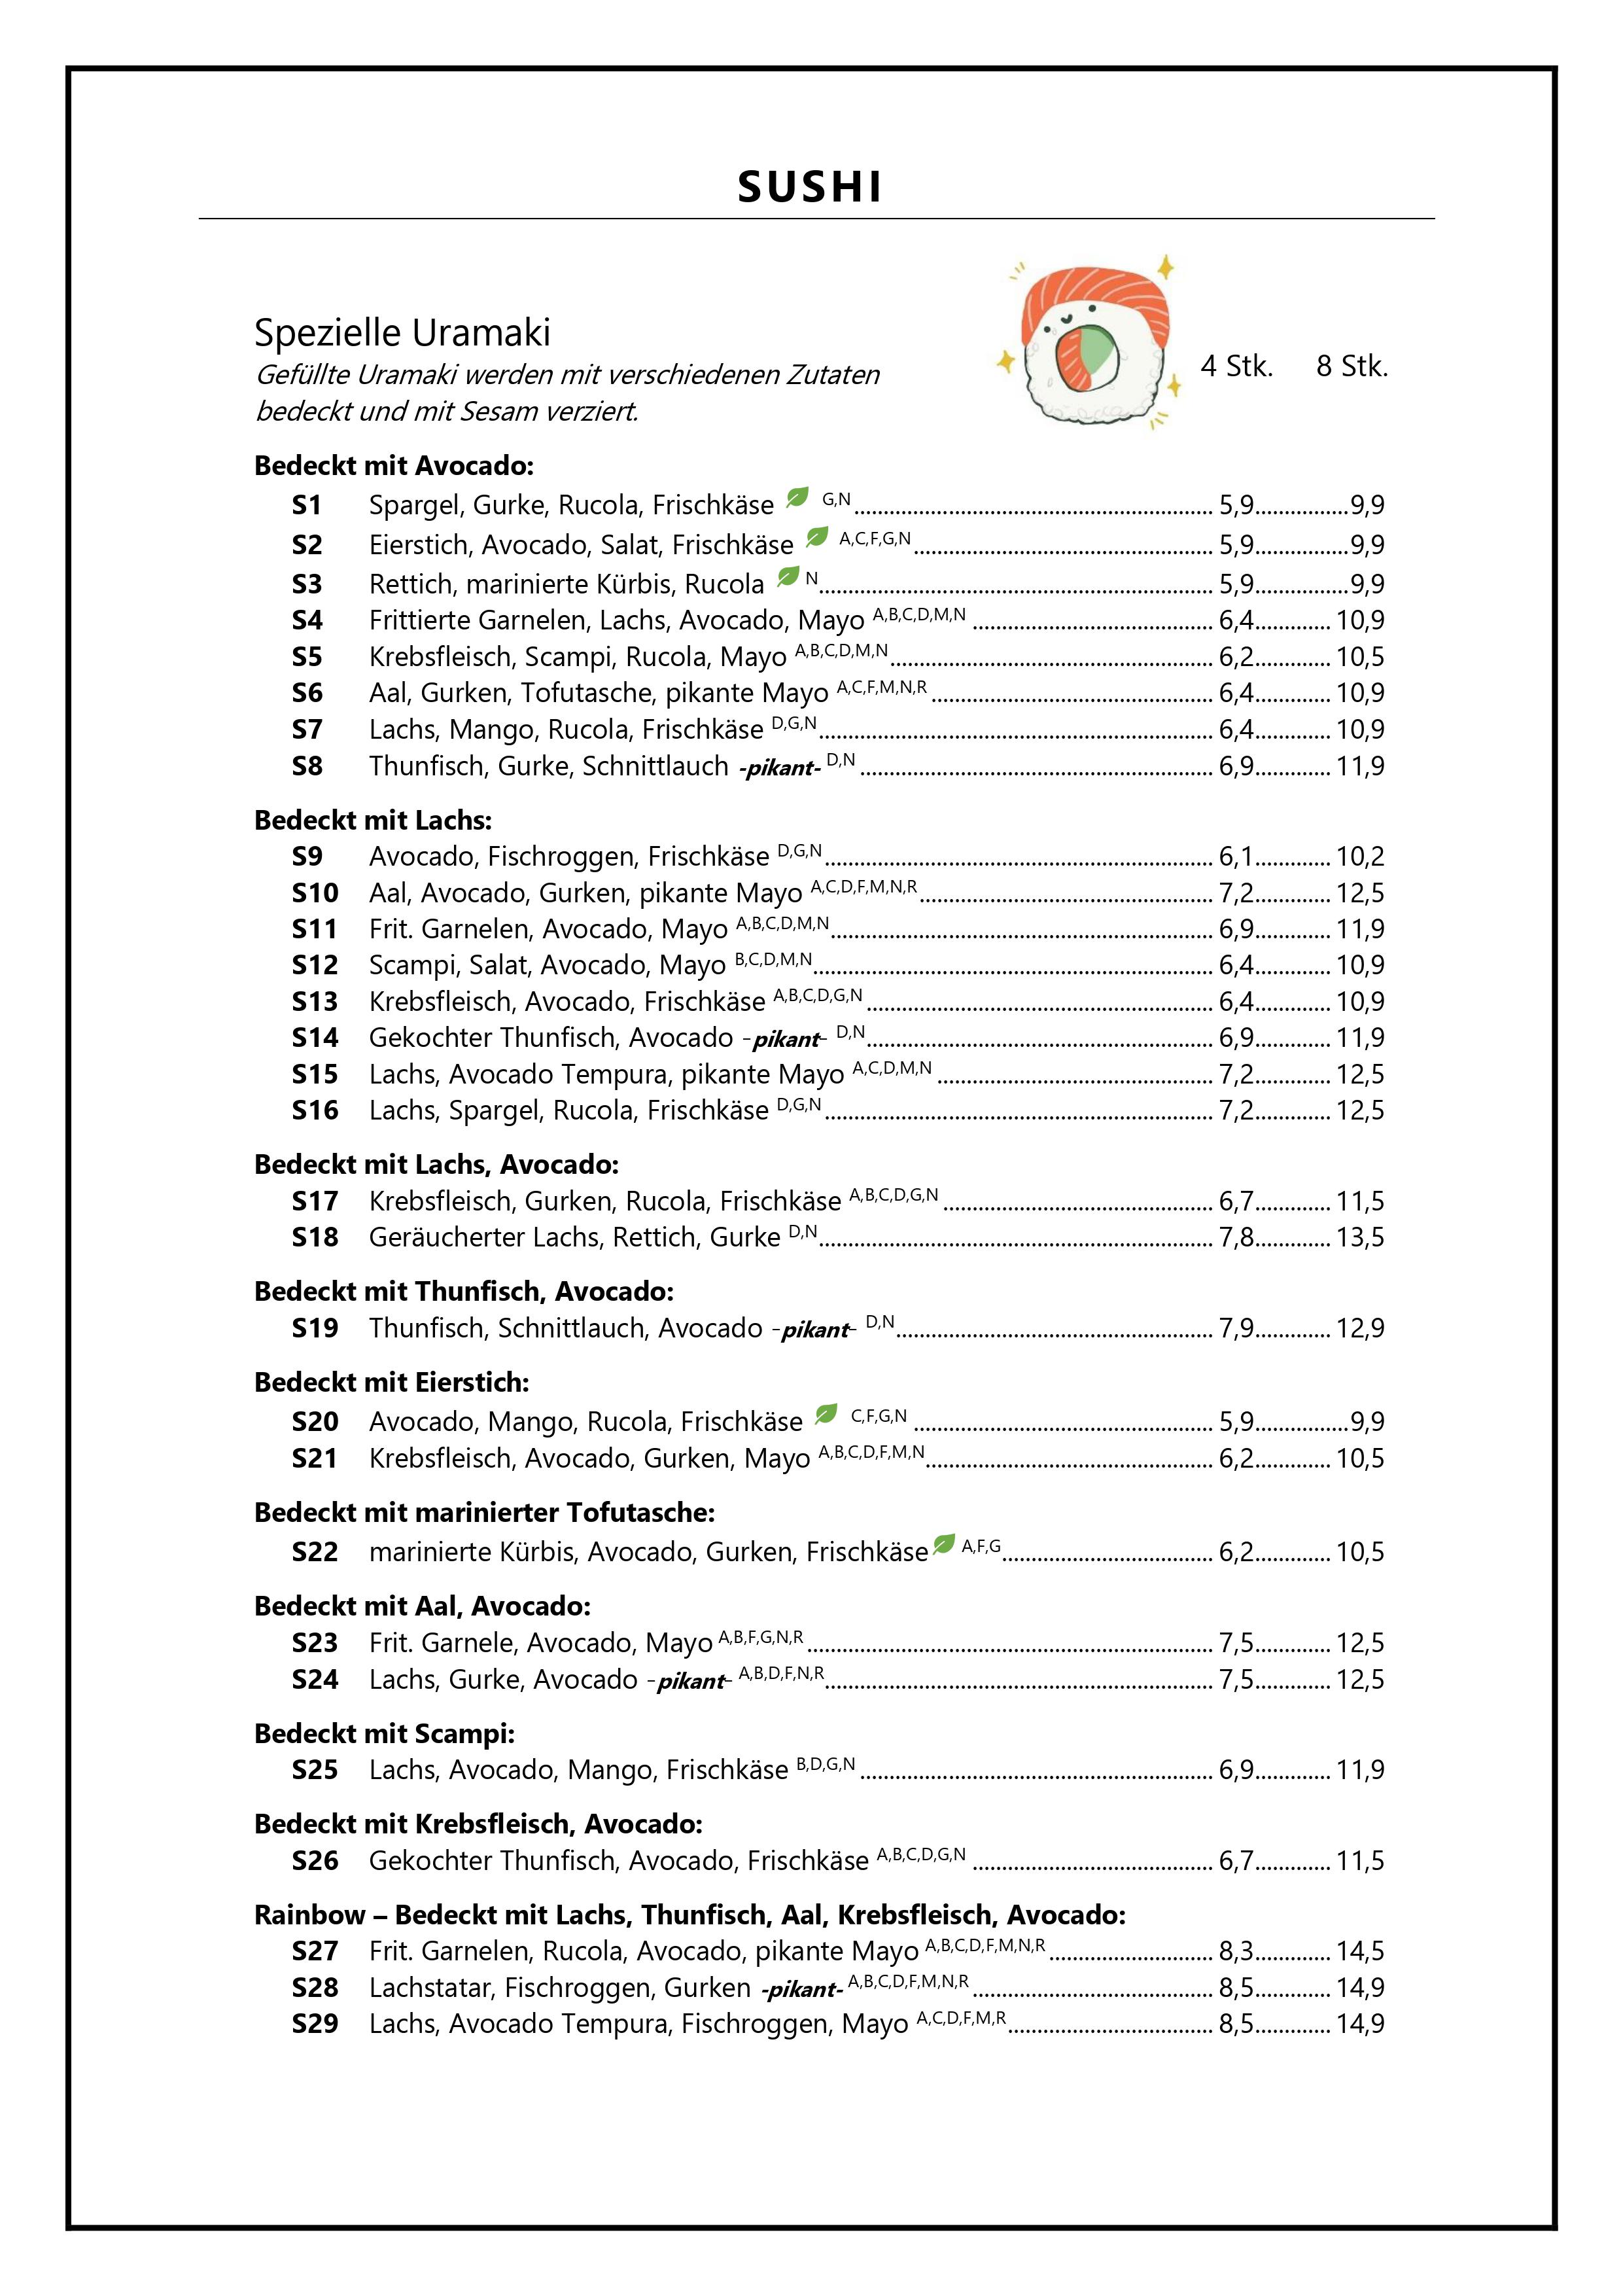 SUSHI
Spezielle Uramaki
Gefüllte Uramaki werden mit verschiedenen Zutaten
bedeckt und mit Sesam verziert.
4 Stk. 8 Stk.
Bedeckt mit Avocado:
S1 Spargel, Gurke, Rucola, Frischkäse G,N 5,9 9,9
S2 Eierstich, Avocado, Salat, Frischkäse A,C,F,G,N 5,9 9,9
S3 Rettich, marinierte Kürbis, Rucola N 5,9 9,9
S4 Frittierte Garnelen, Lachs, Avocado, Mayo A,B,C,D,M,N 6,4 10,9
S5 Krebsfleisch, Scampi, Rucola, Mayo A,B,C,D,M,N 6,2 10,5
S6 Aal, Gurken, Tofutasche, pikante Mayo A,C,F,M,N,R 6,4 10,9
S7 Lachs, Mango, Rucola, Frischkäse D,G,N 6,4 10,9
S8 Thunfisch, Gurke, Schnittlauch -pikant- D,N 6,9 11,9
Bedeckt mit Lachs:
S9 Avocado, Fischroggen, Frischkäse D,G,N 6,1 10,2
S10 Aal, Avocado, Gurken, pikante Mayo A,C,D,F,M,N,R 7,2 12,5
S11 Frit. Garnelen, Avocado, Mayo A,B,C,D,M,N 6,9 11,9
S12 Scampi, Salat, Avocado, Mayo B,C,D,M,N 6,4 10,9
S13 Krebsfleisch, Avocado, Frischkäse A,B,C,D,G,N 6,4 10,9
S14 Gekochter Thunfisch, Avocado -pikant- D,N 6,9 11,9
S15 Lachs, Avocado Tempura, pikante Mayo A,C,D,M,N 7,2 12,5
S16 Lachs, Spargel, Rucola, Frischkäse D,G,N 7,2 12,5
Bedeckt mit Lachs, Avocado:
S17 Krebsfleisch, Gurken, Rucola, Frischkäse A,B,C,D,G,N 6,7 11,5
S18 Geräucherter Lachs, Rettich, Gurke D,N 7,8 13,5
Bedeckt mit Thunfisch, Avocado:
S19 Thunfisch, Schnittlauch, Avocado -pikant- D,N 7,9 12,9
Bedeckt mit Eierstich:
S20 Avocado, Mango, Rucola, Frischkäse C,F,G,N 5,9 9,9
S21 Krebsfleisch, Avocado, Gurken, Mayo A,B,C,D,F,M,N 6,2 10,5
Bedeckt mit marinierter Tofutasche:
S22 marinierte Kürbis, Avocado, Gurken, Frischkäse A,F,G 6,2 10,5
Bedeckt mit Aal, Avocado:
S23 Frit. Garnele, Avocado, Mayo A,B,F,G,N,R 7,5 12,5
S24 Lachs, Gurke, Avocado -pikant- A,B,D,F,N,R 7,5 12,5
Bedeckt mit Scampi:
S25 Lachs, Avocado, Mango, Frischkäse B,D,G,N 6,9 11,9
Bedeckt mit Krebsfleisch, Avocado:
S26 Gekochter Thunfisch, Avocado, Frischkäse A,B,C,D,G,N 6,7 11,5
Rainbow – Bedeckt mit Lachs, Thunfisch, Aal, Krebsfleisch, Avocado:
S27 Frit. Garnelen, Rucola, Avocado, pikante Mayo A,B,C,D,F,M,N,R 8,3 14,5
S28 Lachstatar, Fischroggen, Gurken -pikant- A,B,C,D,F,M,N,R 8,5 14,9
S29 Lachs, Avocado Tempura, Fischroggen, Mayo A,C,D,F,M,R 8,5 14,9